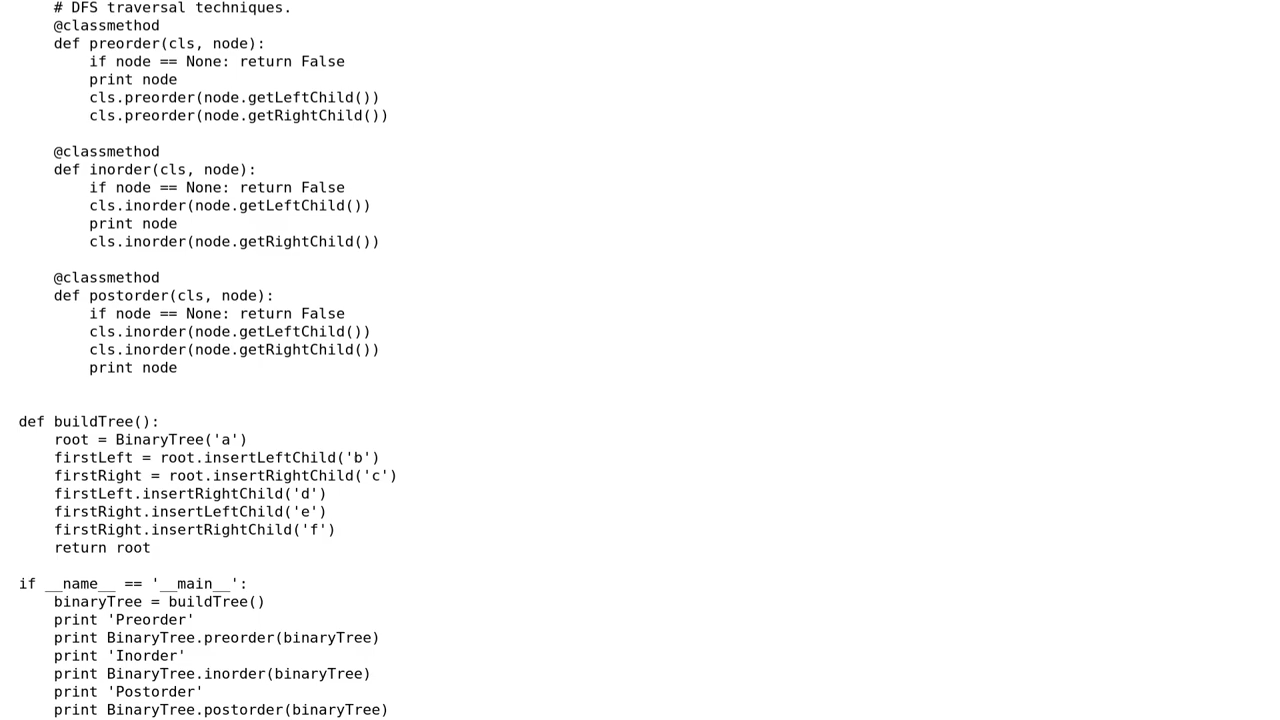 # DFS traversal techniques.
@classmethod
def preorder(cls, node):
if node == None: return False
print node
cls.preorder(node.getLeftChild())
cls.preorder(node.getRightChild())
@classmethod
def inorder(cls, node):
if node == None: return False
cls.inorder(node.getLeftChild())
print node
cls.inorder(node.getRightChild())
@classmethod
def postorder(cls, node):
if node == None: return False
cls.inorder(node.getLeftChild())
cls.inorder(node.getRightChild())
print node
def buildTree():
root = BinaryTree('a')
firstLeft = root.insertLeftChild('b')
firstRight = root.insertRightChild('c')
firstLeft.insertRightChild('d')
firstRight.insertLeftChild('e')
firstRight.insertRightChild('f')
return root
if __name__ == '__main__':
binaryTree = buildTree()
print 'Preorder'
print BinaryTree.preorder(binaryTree)
print 'Inorder'
print BinaryTree.inorder(binaryTree)
print 'Postorder'
print BinaryTree.postorder(binaryTree)